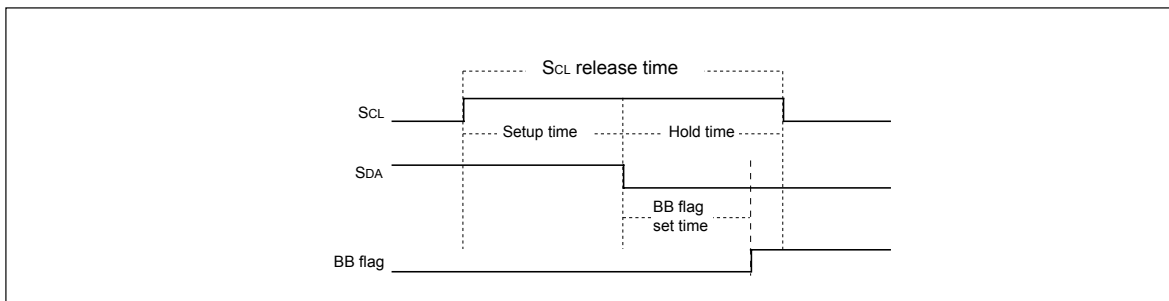 SCL release time
SCL
Setup time
Hold time
SDA
BB flag
set time
BB flag